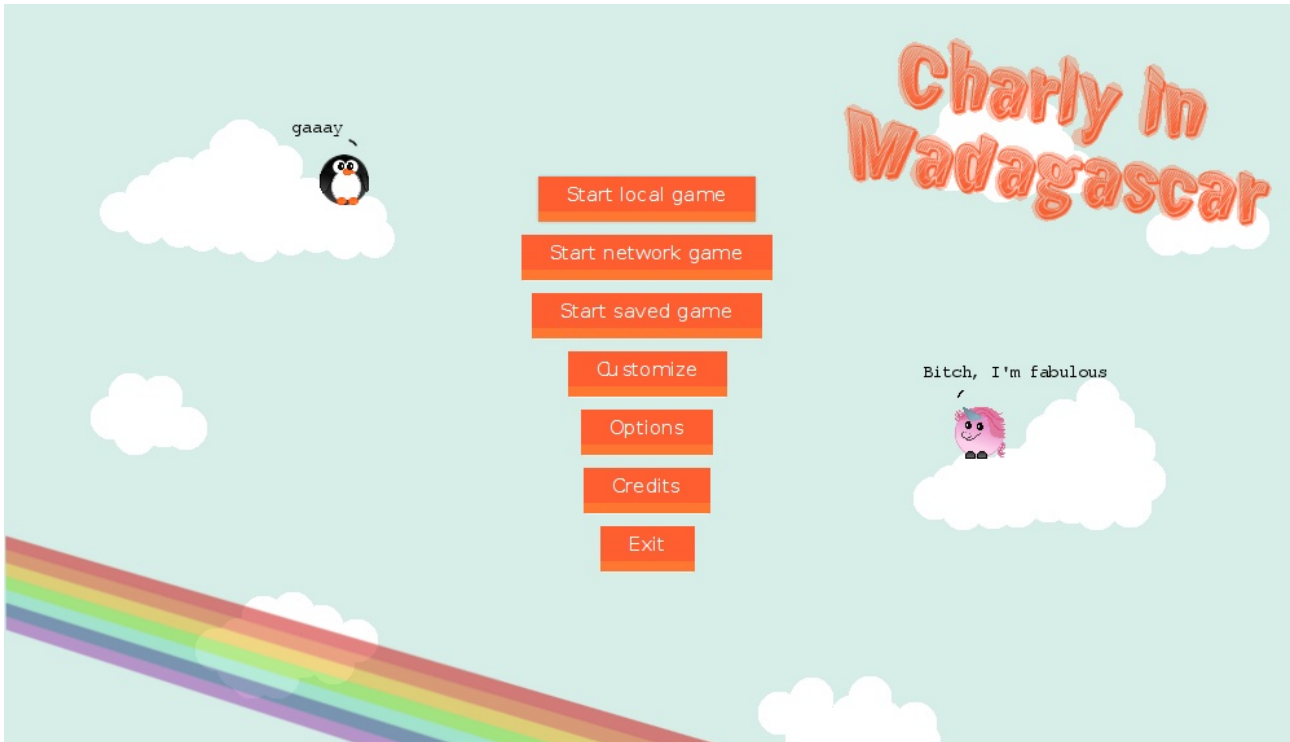 Charly in
Madagascar
gaaay
Start local game
Start network game
Start saved game
Bitch, I'm fabulous
Customize
Options
Credits
Exit